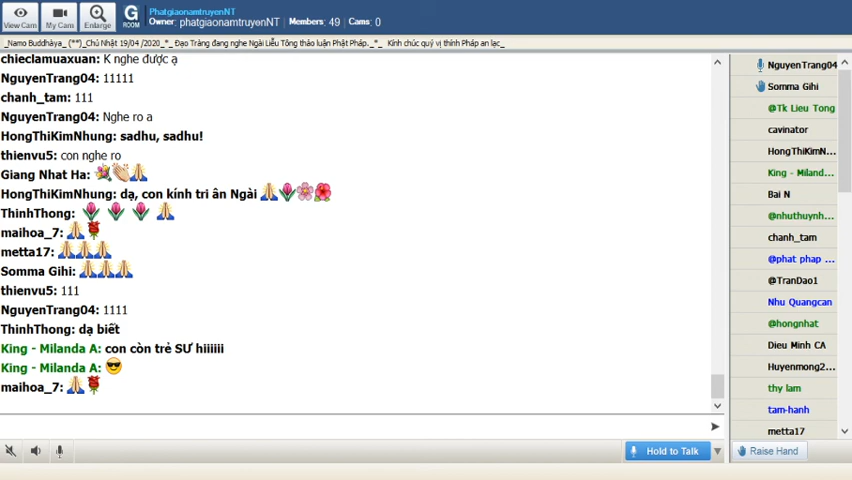 View Cam
My Cam
Enlarge
G
ROOM
PhatgiaonamtruyenNT
Owner: phatgiaonamtruyenNT Members: 49 Cams: 0
_Namo Buddhàya_ (**)_Chủ Nhật 19/04 /2020_*_ Đạo Tràng đang nghe Ngài Liễu Tông thảo luận Phật Pháp._*_ Kính chúc quý vị thính Pháp an lạc_
chieclamuaxuan: K nghe được ạ
NguyenTrang04: 11111
chanh_tam: 111
NguyenTrang04: Nghe ro a
HongThiKimNhung: sadhu, sadhu!
thienvu5: con nghe ro
Giang Nhat Ha:
HongThiKimNhung: dạ, con kính tri ân Ngài
ThinhThong:
maihoa_7:
metta17:
Somma Gihi:
thienvu5: 111
NguyenTrang04: 1111
ThinhThong: dạ biết
King - Milanda A: con còn trẻ SƯ hiiiiii
King - Milanda A:
maihoa_7:
Hold to Talk
NguyenTrang04
Somma Gihi
@Tk Lieu Tong
cavinator
HongThiKimN...
King - Miland...
Bai N
@nhuthuynh...
chanh_tam
@phat phap ...
@TranDao1
Nhu Quangcan
@hongnhat
Dieu Minh CA
Huyenmong2...
thy lam
tam-hanh
metta17
Raise Hand